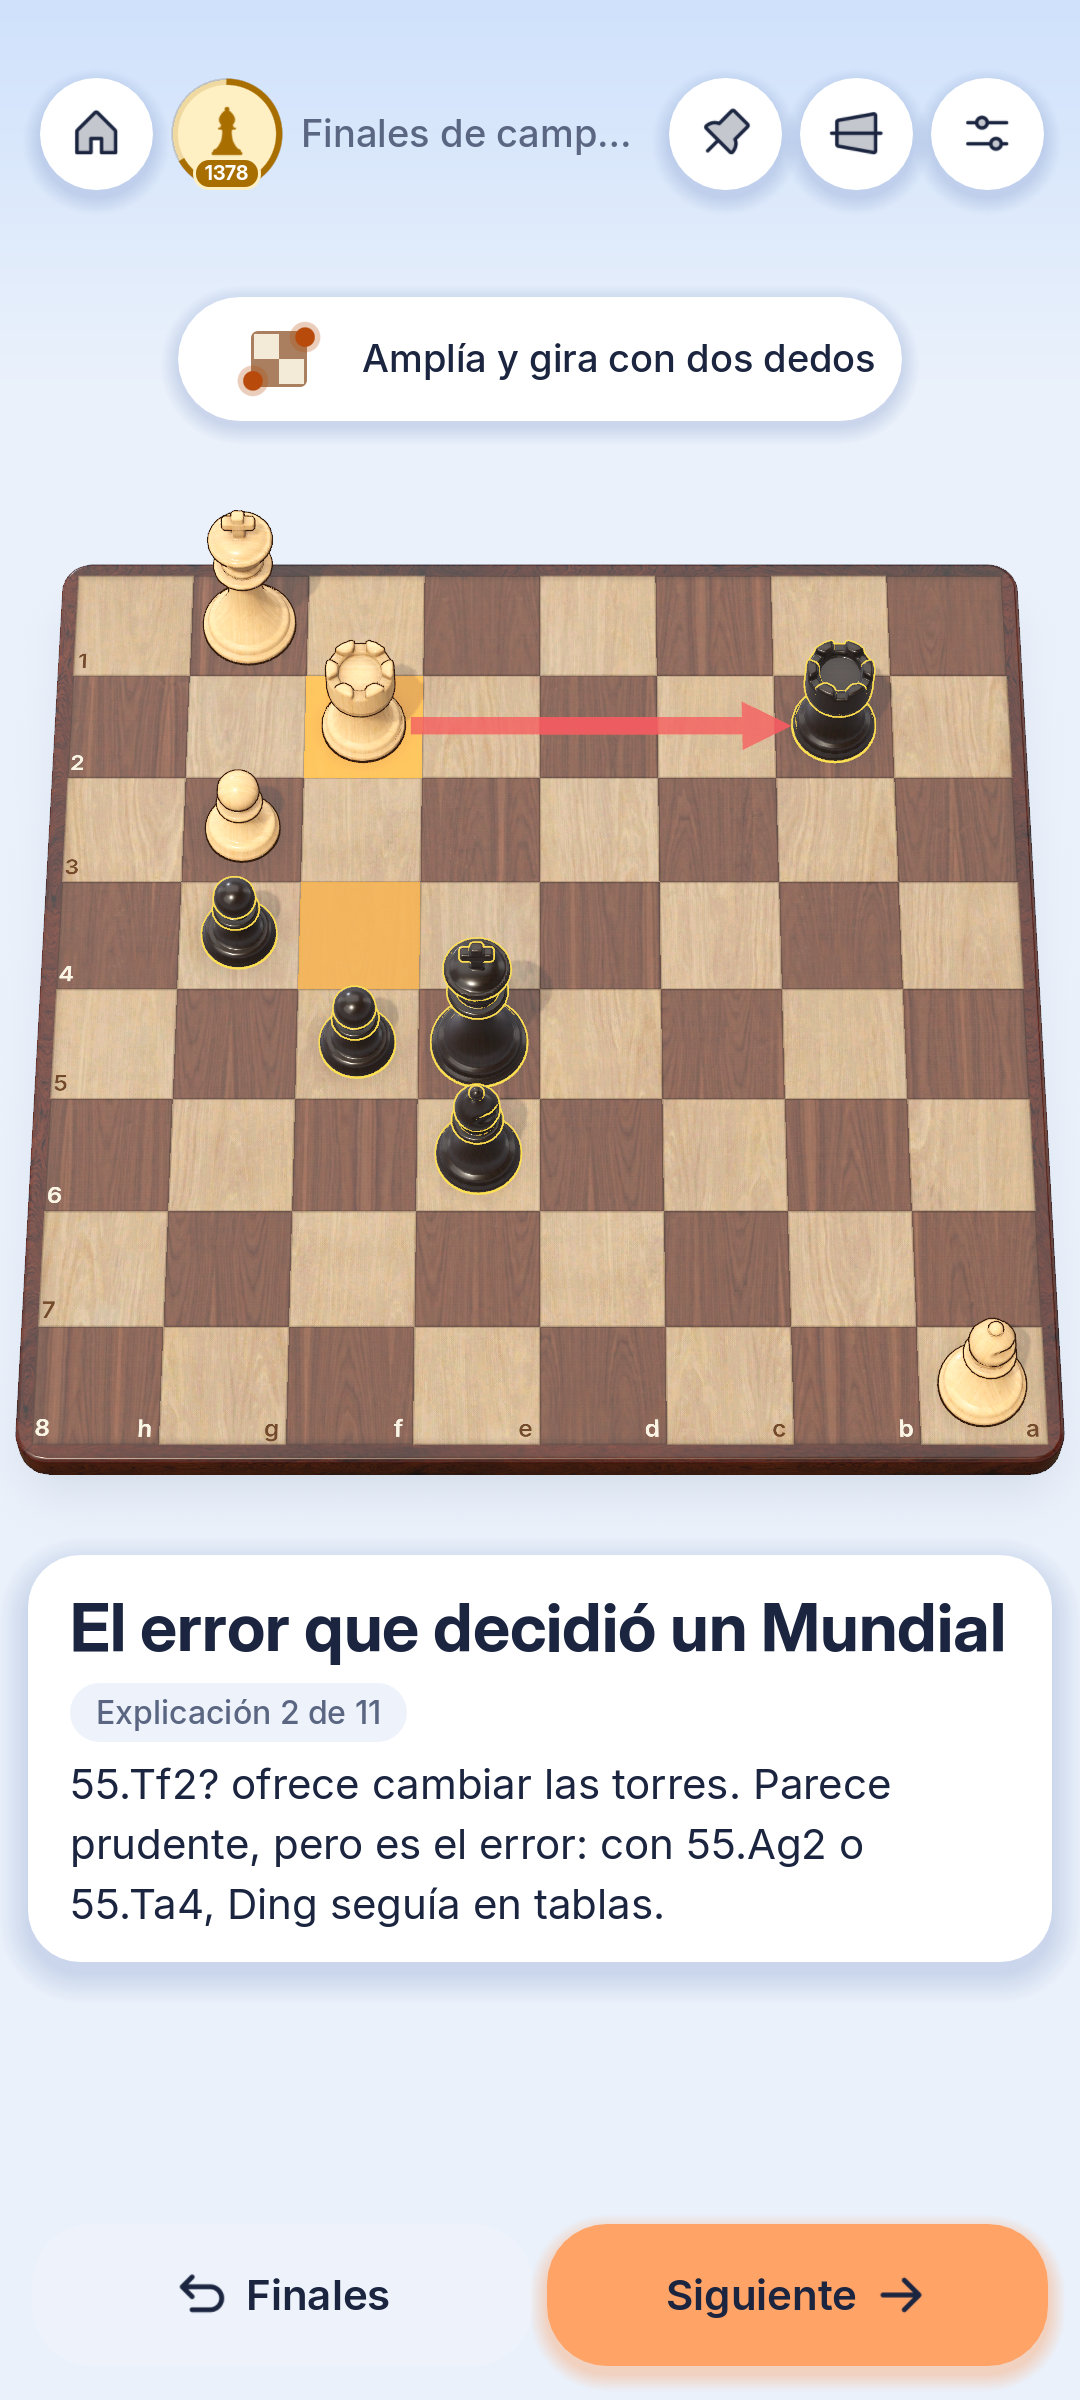 1378
Finales de camp...
Amplía y gira con dos dedos
1
2
3
4
5
6
7
8 h g f e d c b a
El error que decidió un Mundial
Explicación 2 de 11
55.Tf2? ofrece cambiar las torres. Parece
prudente, pero es el error: con 55.Ag2 o
55.Ta4, Ding seguía en tablas.
Finales
Siguiente